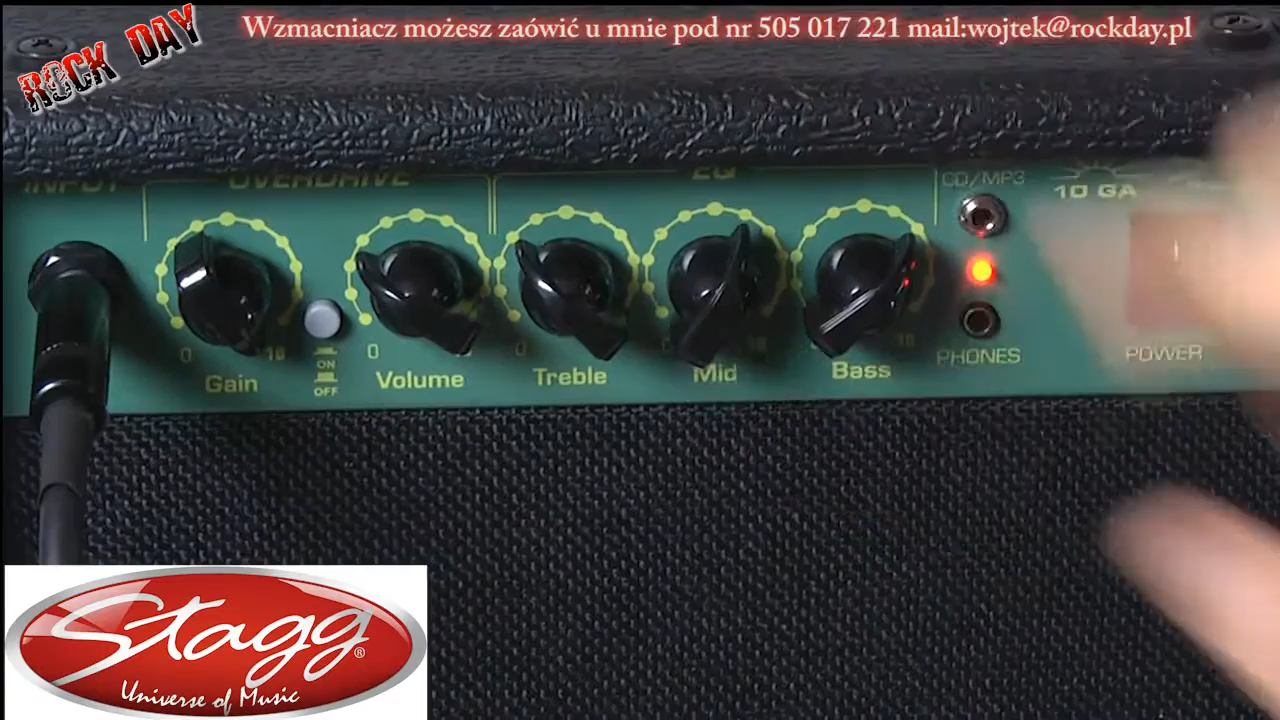 ROCK DAY
Wzmacniacz możesz zaówić u mnie pod nr 505 017 221 mail:wojtek@rockday.pl
INPUT
OVERDRIVE
EQ
CD/MP3
10 GA
0 10
Gain
ON
OFF
0
Volume
0
Treble
0 10
Mid
10
Bass
PHONES
POWER
Stagg®
Universe of Music